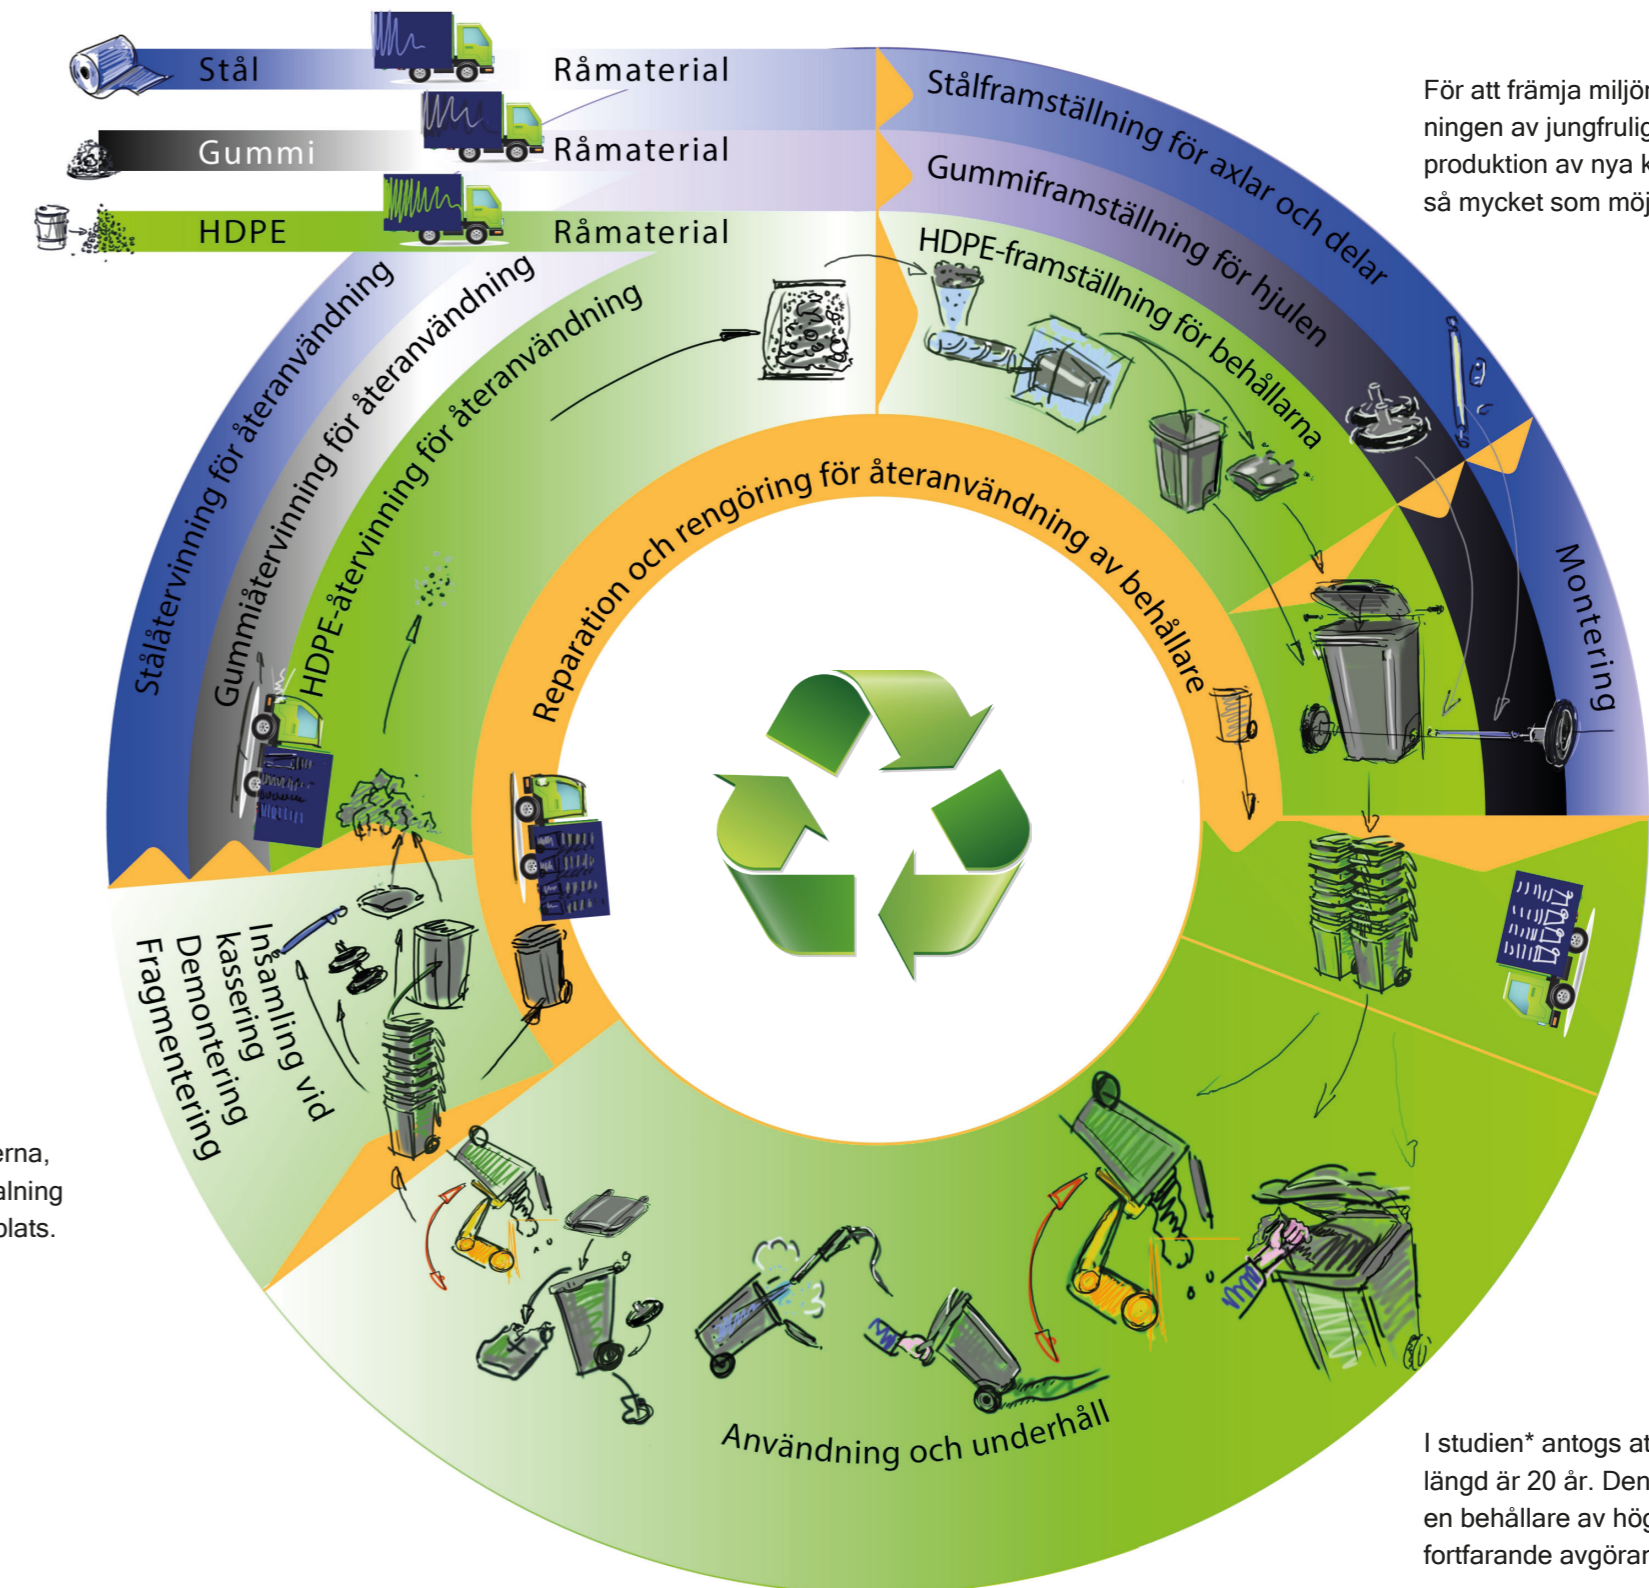 Stål
Råmaterial
Gummi
Råmaterial
HDPE
Råmaterial
Stålframställning för axlar och delar
Gummiframställning för hjulen
HDPE-framställning för behållarna
Stålåtervinning för återanvändning
Gummiåtervinning för återanvändning
HDPE-återvinning för återanvändning
Reparation och rengöring för återanvändning av behållare
Montering
Insamling vid
kassering
Demontering
Fragmentering
Användning och underhåll
För att främja miljön
ningen av jungfrulig
produktion av nya k
så mycket som möj
erna,
alning
plats.
I studien* antogs at
längd är 20 år. Den
en behållare av hög
fortfarande avgöran